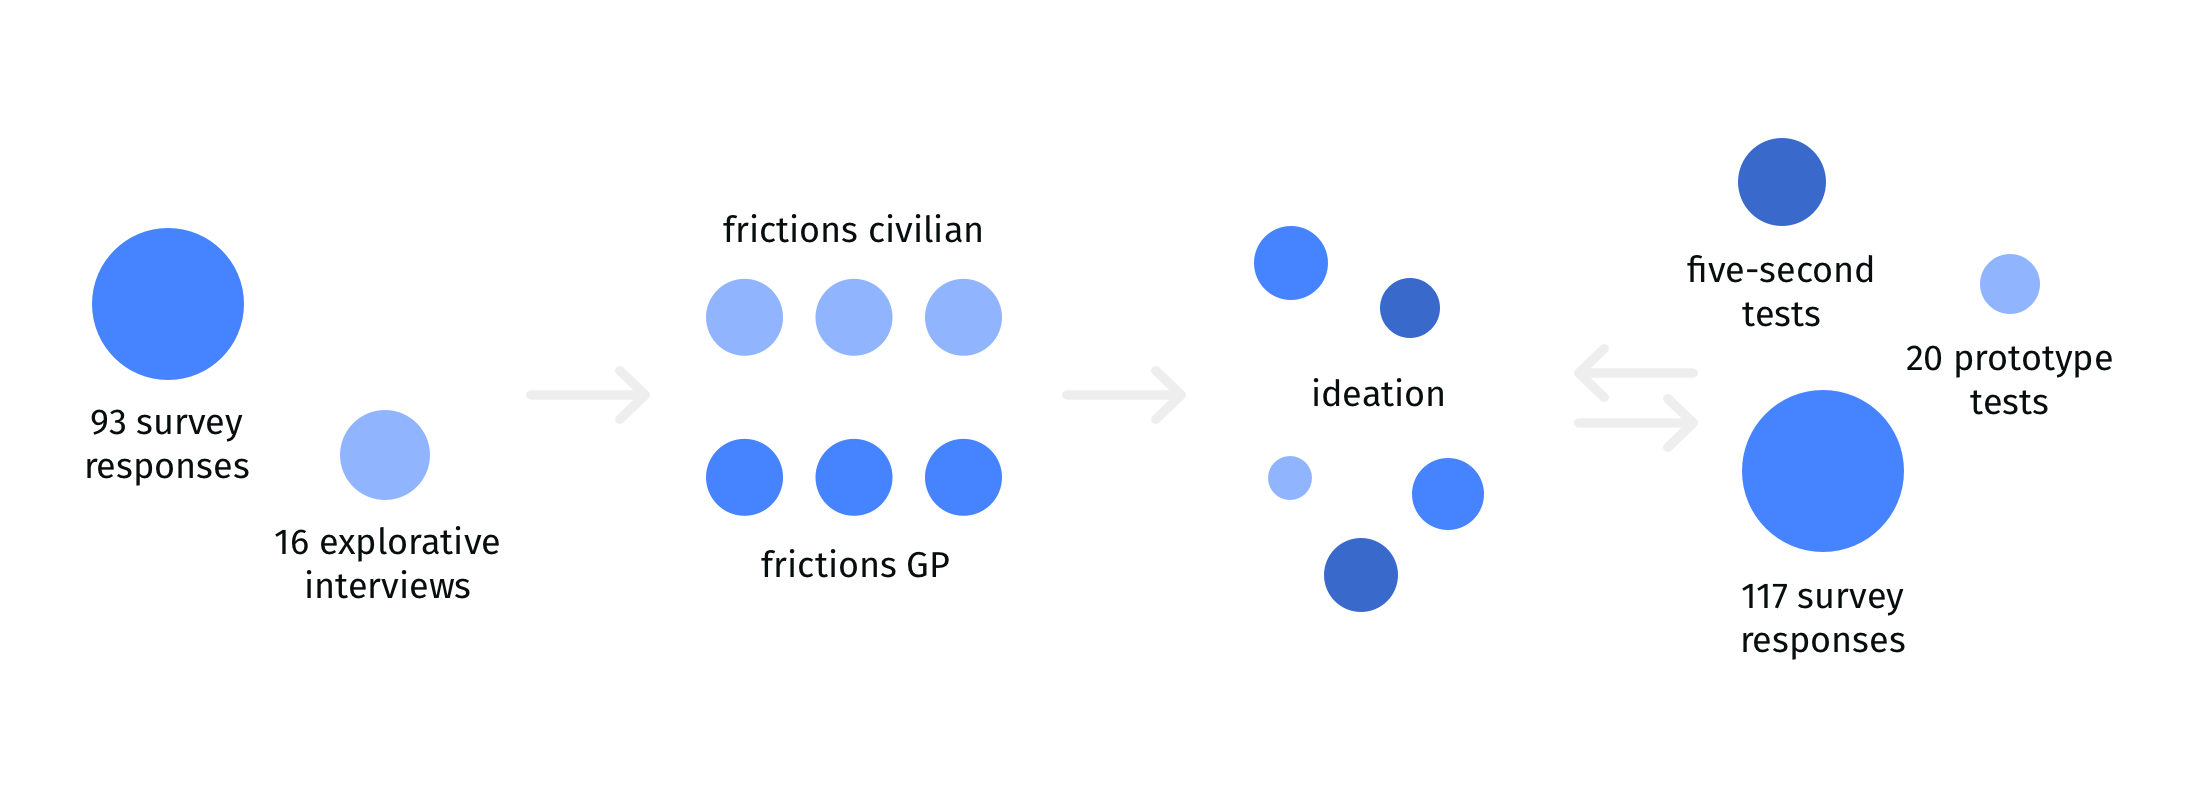 93 survey
responses
16 explorative
interviews
frictions civilian
frictions GP
ideation
five-second
tests
20 prototype
tests
117 survey
responses